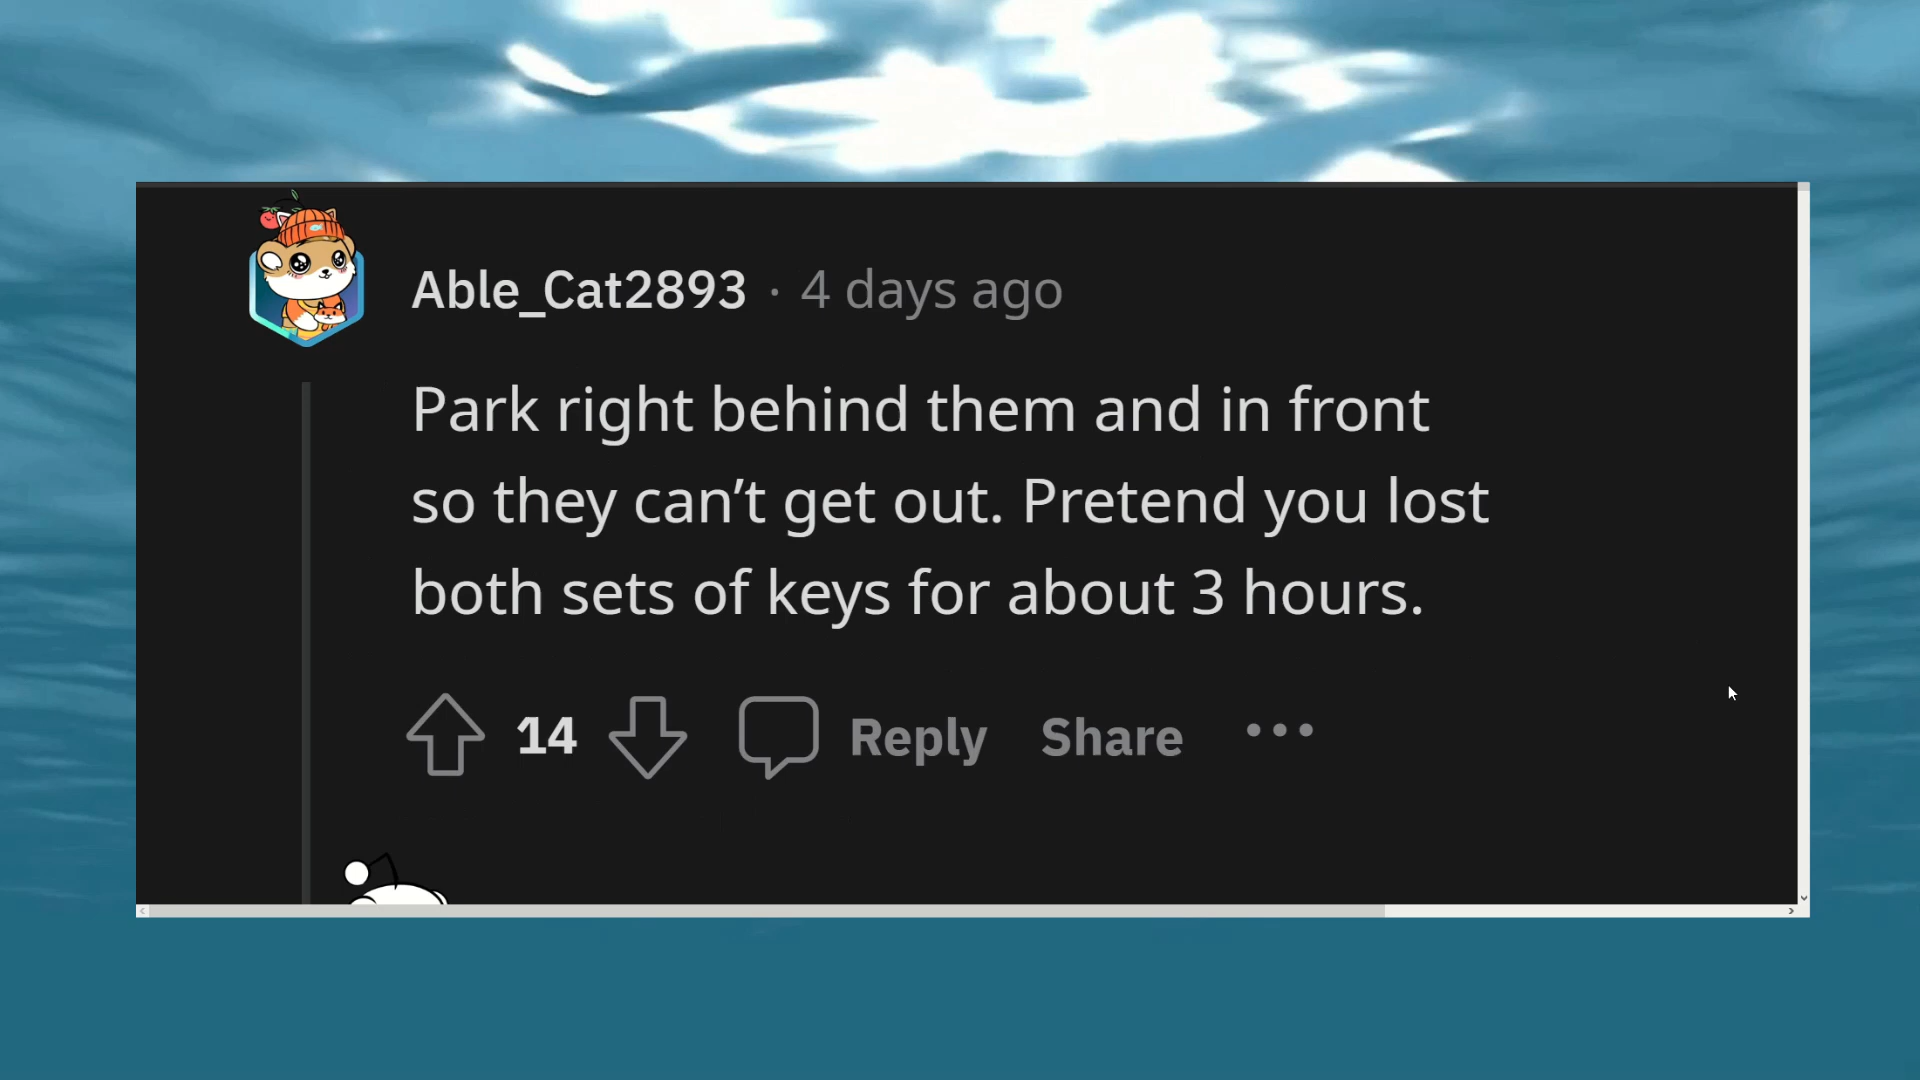 Able_Cat2893 · 4 days ago
Park right behind them and in front
so they can’t get out. Pretend you lost
both sets of keys for about 3 hours.
14 Reply Share •••